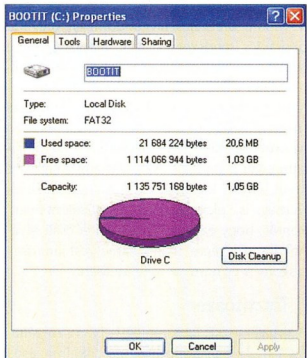 BOOTIT (C:) Properties
General Tools Hardware Sharing
BOOTIT
Type: Local Disk
File system: FAT32
Used space: 21 684 224 bytes 20,6 MB
Free space: 1 114 066 944 bytes 1,03 GB
Capacity: 1 135 751 168 bytes 1,05 GB
Drive C
Disk Cleanup
OK Cancel Apply